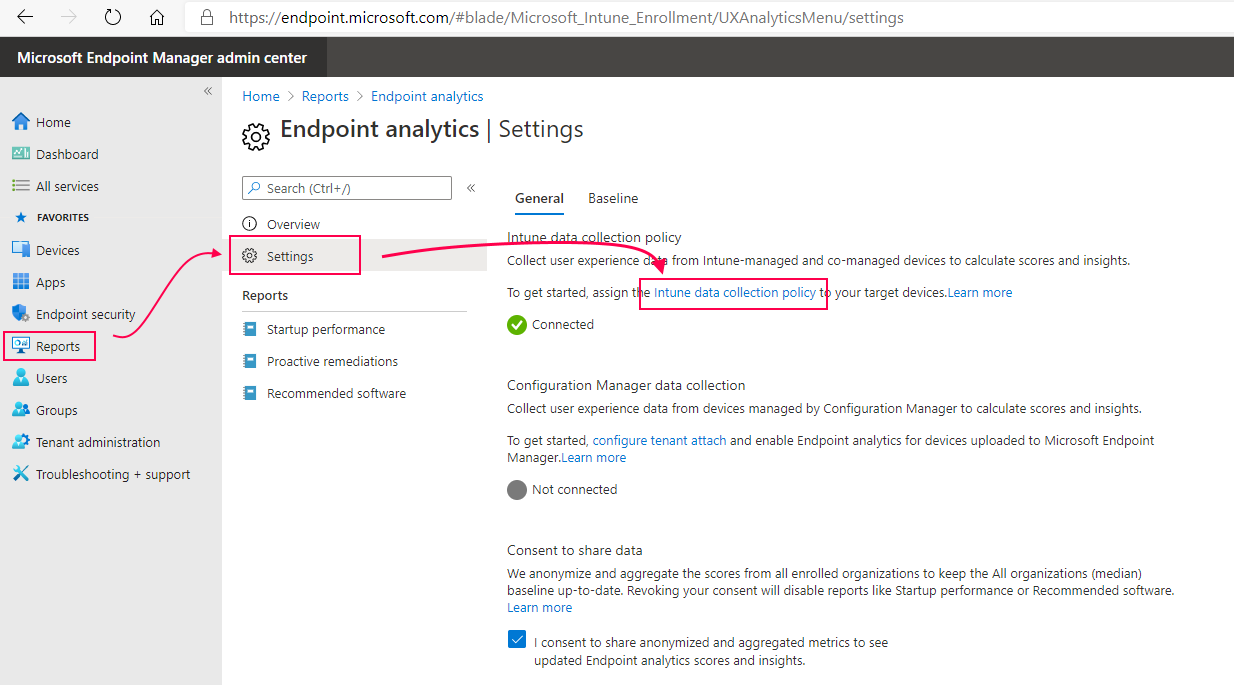 https://endpoint.microsoft.com/#blade/Microsoft_Intune_Enrollment/UXAnalyticsMenu/settings
Microsoft Endpoint Manager admin center
«
Home
Dashboard
All services
FAVORITES
Devices
Apps
Endpoint security
Reports
Users
Groups
Tenant administration
Troubleshooting + support
Home > Reports > Endpoint analytics
Endpoint analytics | Settings
Search (Ctrl+/)
«
Overview
Settings
Reports
Startup performance
Proactive remediations
Recommended software
General Baseline
Intune data collection policy
Collect user experience data from Intune-managed and co-managed devices to calculate scores and insights.
To get started, assign the Intune data collection policy to your target devices.Learn more
Connected
Configuration Manager data collection
Collect user experience data from devices managed by Configuration Manager to calculate scores and insights.
To get started, configure tenant attach and enable Endpoint analytics for devices uploaded to Microsoft Endpoint
Manager.Learn more
Not connected
Consent to share data
We anonymize and aggregate the scores from all enrolled organizations to keep the All organizations (median)
baseline up-to-date. Revoking your consent will disable reports like Startup performance or Recommended software.
Learn more
I consent to share anonymized and aggregated metrics to see
updated Endpoint analytics scores and insights.